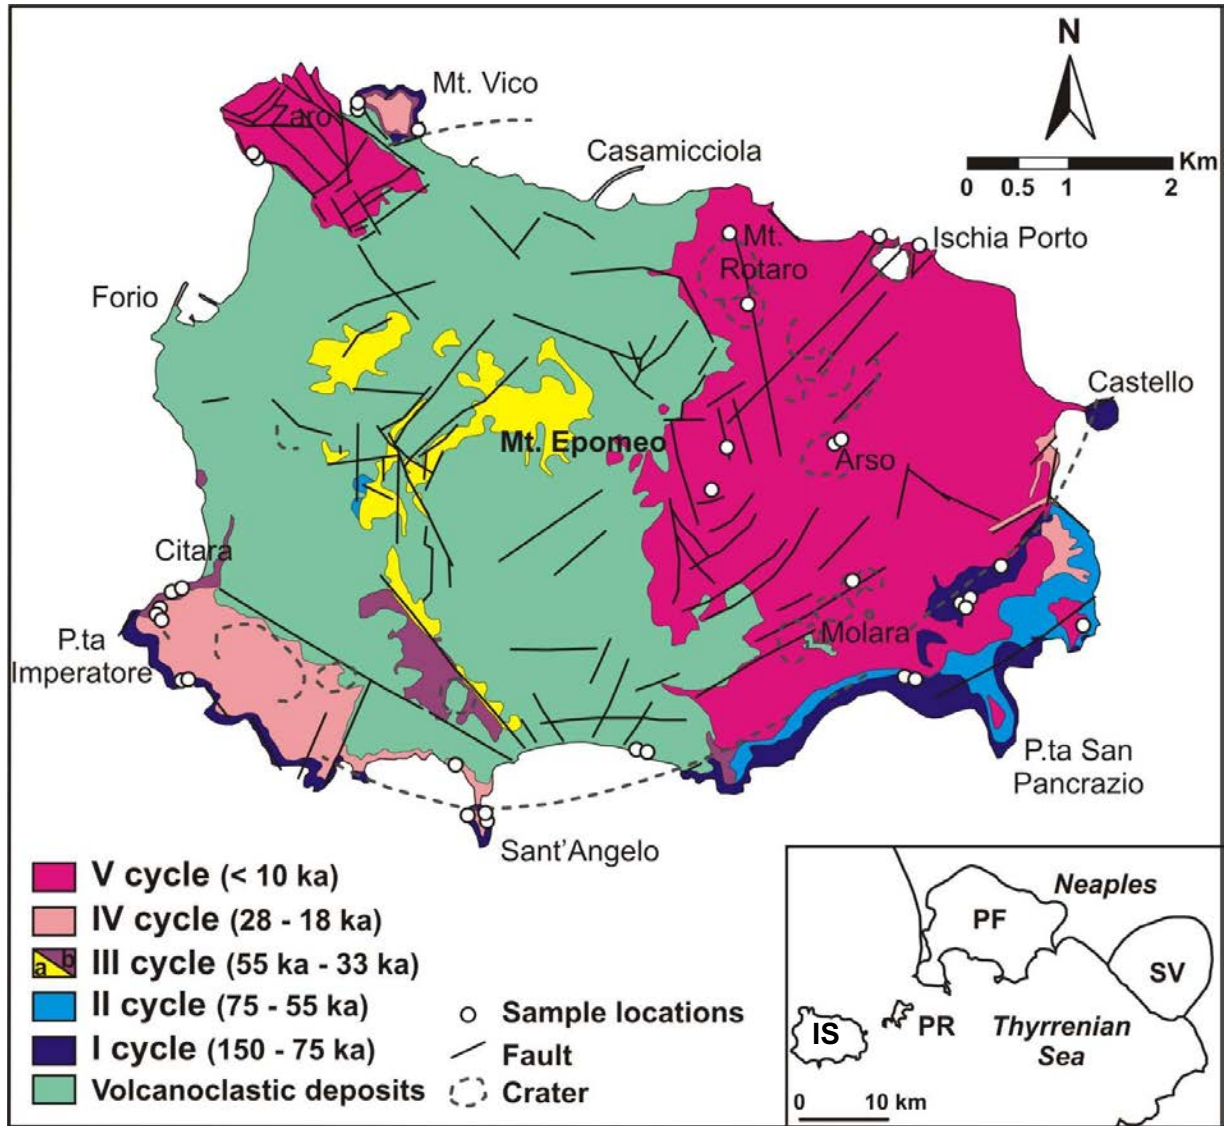 N
Mt. Vico
aro
Casamicciola
Km
0 0.5 1 2
Mt.
Rotaro
Ischia Porto
Forio
Castello
Mt. Epomeo
Arso
Citara
P.ta
Imperatore
Molara
P.ta San
Pancrazio
Sant'Angelo
V cycle (< 10 ka)
IV cycle (28 - 18 ka)
a b III cycle (55 ka - 33 ka)
II cycle (75 - 55 ka)
I cycle (150 - 75 ka)
Volcanoclastic deposits
Sample locations
Fault
Crater
Neaples
PF
SV
IS
PR
Thyrrenian
Sea
0 10 km